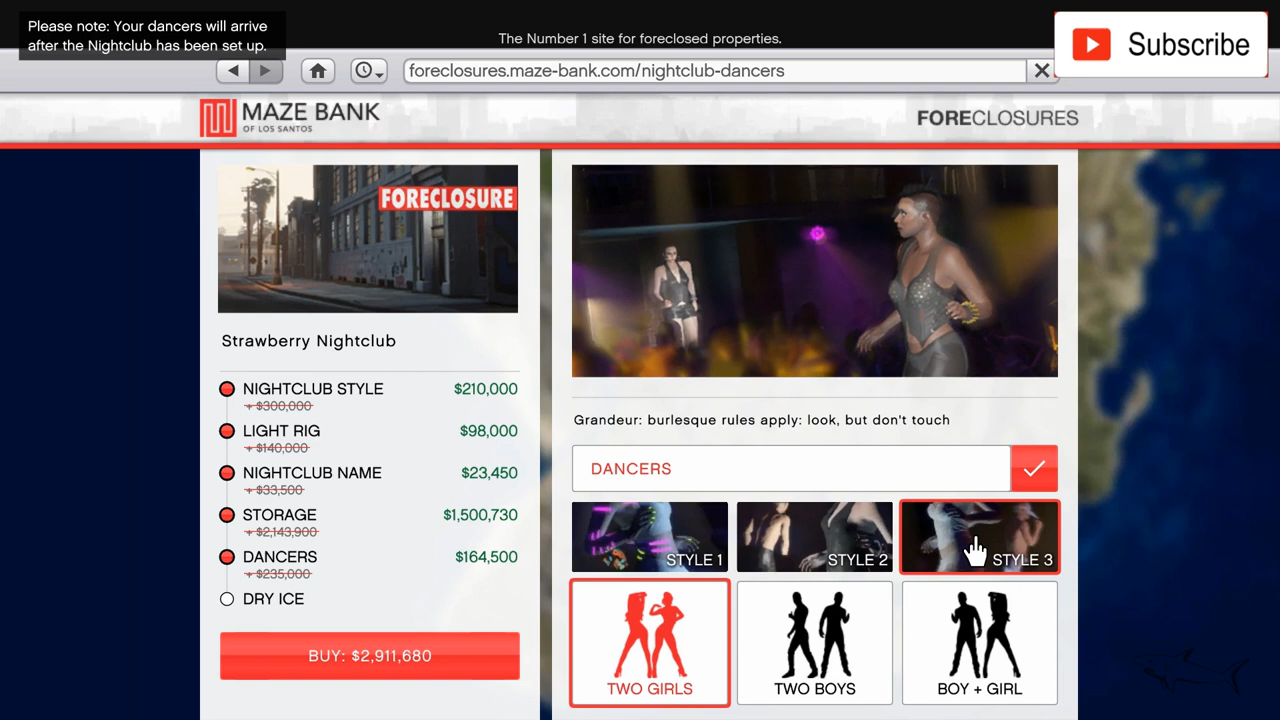 Please note: Your dancers will arrive
after the Nightclub has been set up.
The Number 1 site for foreclosed properties.
Subscribe
foreclosures.maze-bank.com/nightclub-dancers
MAZE BANK
OF LOS SANTOS
FORECLOSURES
FORECLOSURE
Strawberry Nightclub
NIGHTCLUB STYLE $210,000
+ $300,000
LIGHT RIG $98,000
+ $140,000
NIGHTCLUB NAME $23,450
+ $33,500
STORAGE $1,500,730
+ $2,143,900
DANCERS $164,500
+ $235,000
DRY ICE
BUY: $2,911,680
Grandeur: burlesque rules apply: look, but don't touch
DANCERS
STYLE 1
STYLE 2
STYLE 3
TWO GIRLS
TWO BOYS
BOY + GIRL